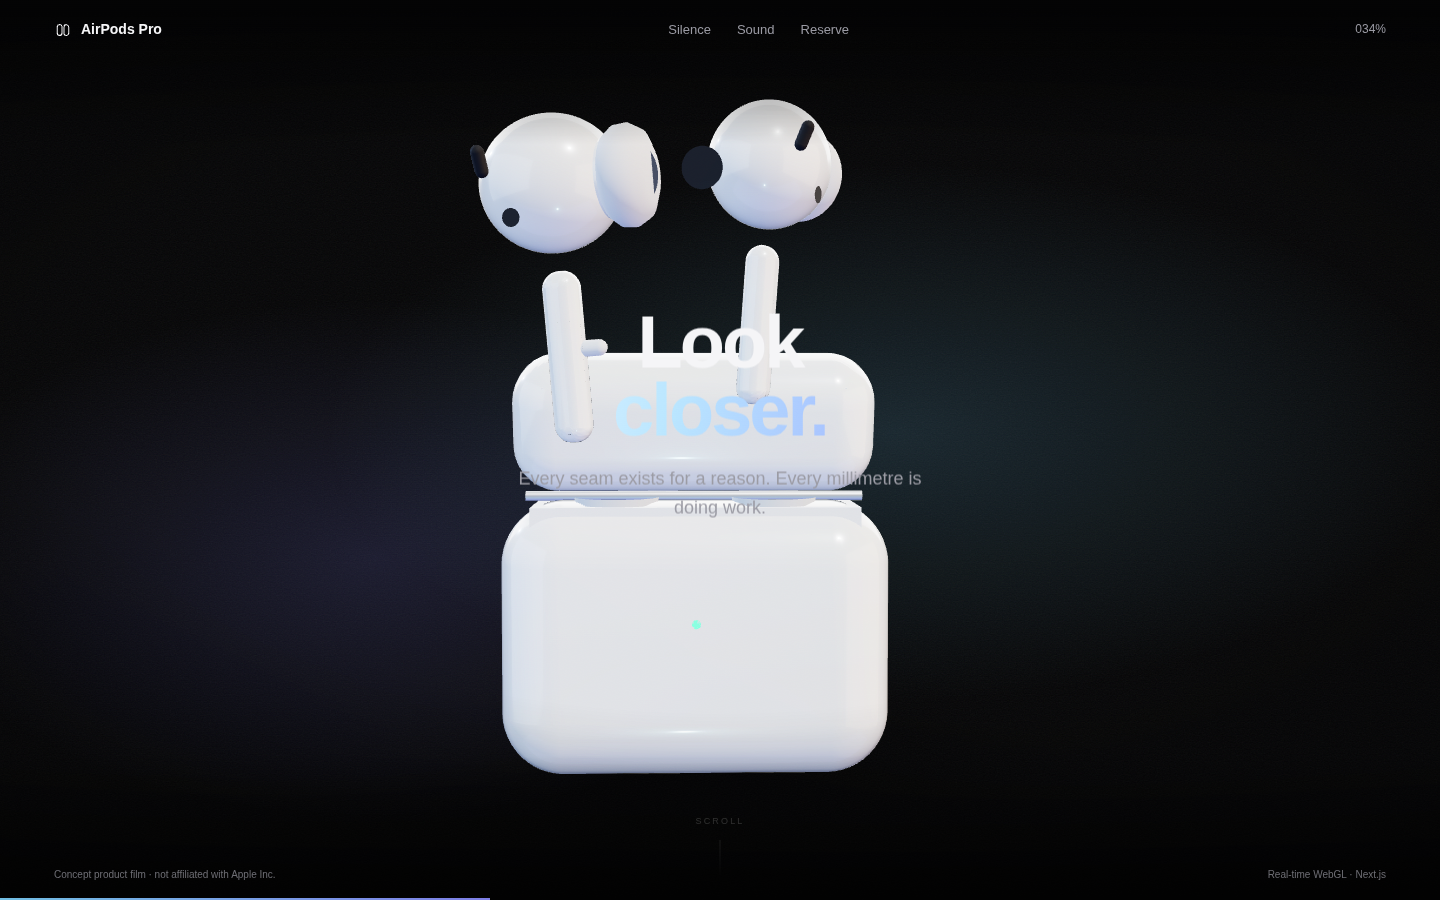 AirPods Pro
Silence
Sound
Reserve
034%
Look
closer.
Every seam exists for a reason. Every millimetre is
doing work.
SCROLL
Concept product film · not affiliated with Apple Inc.
Real-time WebGL · Next.js